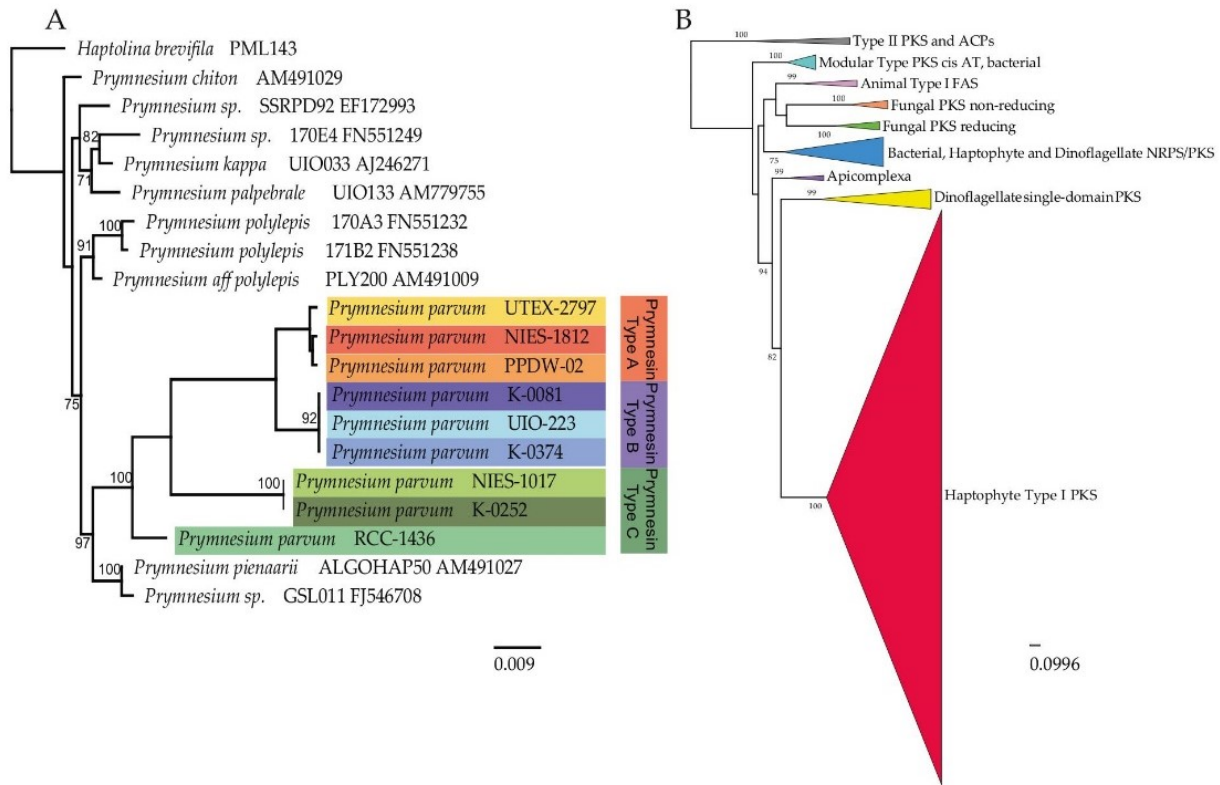 A
Haptolina brevifila PML143
Prymnesium chiton AM491029
Prymnesium sp. SSRPD92 EF172993
82
Prymnesium sp. 170E4 FN551249
Prymnesium kappa UIO033 AJ246271
71
Prymnesium palpebrale UIO133 AM779755
Prymnesium polylepis 170A3 FN551232
100
91
Prymnesium polylepis 171B2 FN551238
Prymnesium aff polylepis PLY200 AM491009
Prymnesium parvum UTEX-2797
Prymnesium parvum NIES-1812
Prymnesium parvum PPDW-02
Prymnesin
Type A
75
Prymnesium parvum K-0081
92
Prymnesium parvum UIO-223
Prymnesium parvum K-0374
Prymnesin
Type B
100
100
Prymnesium parvum NIES-1017
Prymnesium parvum K-0252
Prymnesium parvum RCC-1436
Prymnesin
Type C
97
100
Prymnesium pienaarii ALGOHAP50 AM491027
Prymnesium sp. GSL011 FJ546708
0.009
B
100
Type II PKS and ACPs
100
Modular Type PKS cis AT, bacterial
99
Animal Type I FAS
100
Fungal PKS non-reducing
100
Fungal PKS reducing
75
Bacterial, Haptophyte and Dinoflagellate NRPS/PKS
99
Apicomplexa
99
Dinoflagellate single-domain PKS
94
82
100
Haptophyte Type I PKS
0.0996